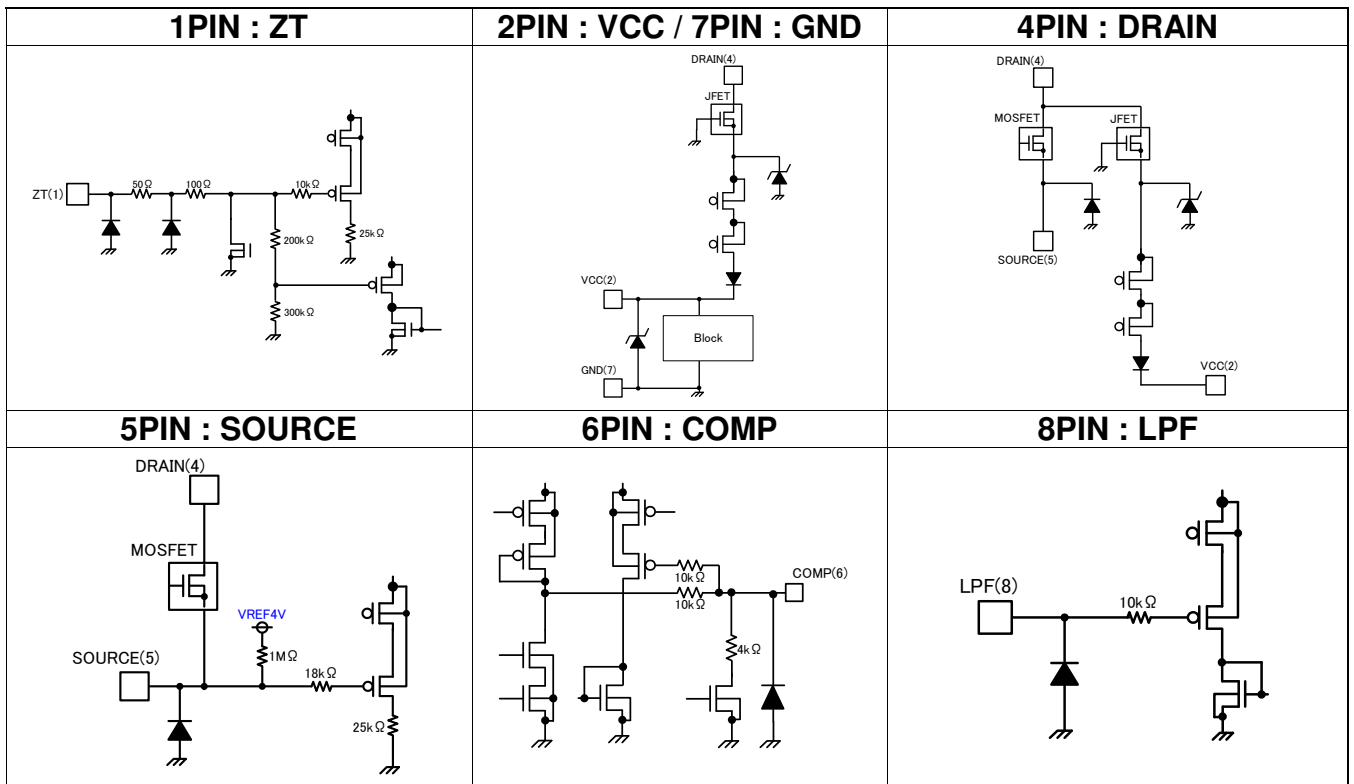 1PIN : ZT
2PIN : VCC / 7PIN : GND
4PIN : DRAIN
ZT(1)
50Ω
100Ω
10kΩ
200kΩ
25kΩ
300kΩ
DRAIN(4)
JFET
VCC(2)
Block
GND(7)
DRAIN(4)
MOSFET
JFET
SOURCE(5)
VCC(2)
5PIN : SOURCE
6PIN : COMP
8PIN : LPF
DRAIN(4)
MOSFET
VREF4V
1MΩ
SOURCE(5)
18kΩ
25kΩ
10kΩ
10kΩ
COMP(6)
4kΩ
LPF(8)
10kΩ